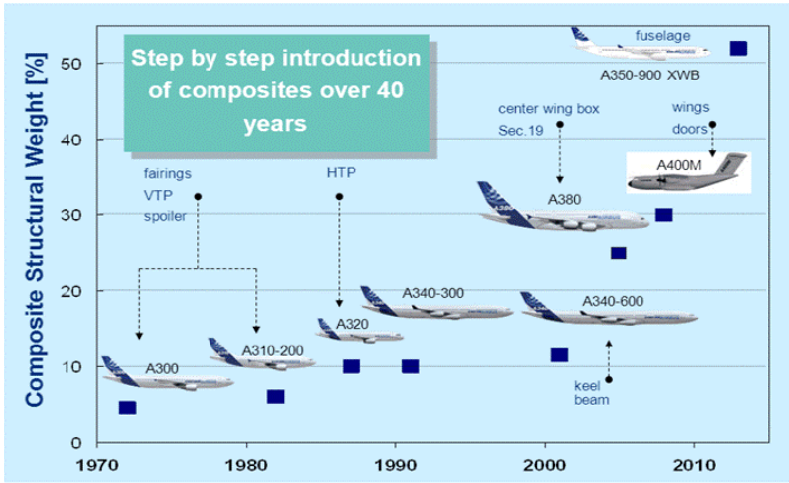 Step by step introduction
of composites over 40
years
Composite Structural Weight [%]
50
40
30
20
10
0
1970
1980
1990
2000
2010
fairings
VTP
spoiler
HTP
center wing box
Sec.19
wings
doors
fuselage
A350-900 XWB
A400M
A380
A380
A340-300
A340-600
A320
A310-200
A300
keel
beam